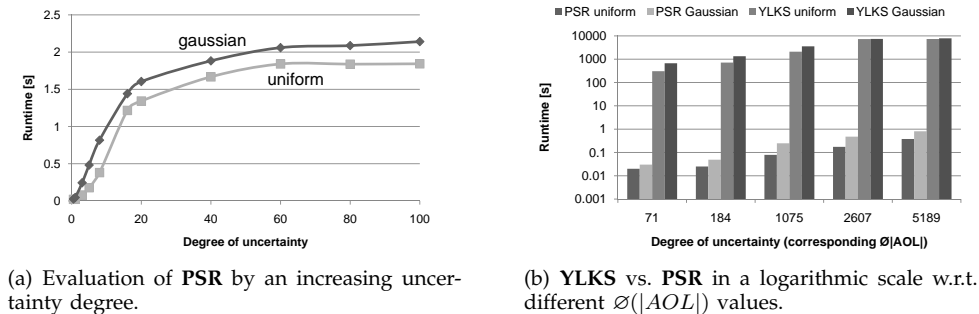 2.5
2
1.5
1
0.5
0
Runtime [s]
gaussian
uniform
0 20 40 60 80 100
Degree of uncertainty
(a) Evaluation of PSR by an increasing uncer-
tainty degree.
PSR uniform PSR Gaussian YLKS uniform YLKS Gaussian
10000
1000
100
10
1
0.1
0.01
0.001
Runtime [s]
71 184 1075 2607 5189
Degree of uncertainty (corresponding Ø|AOL|)
(b) YLKS vs. PSR in a logarithmic scale w.r.t.
different ∅(|AOL|) values.